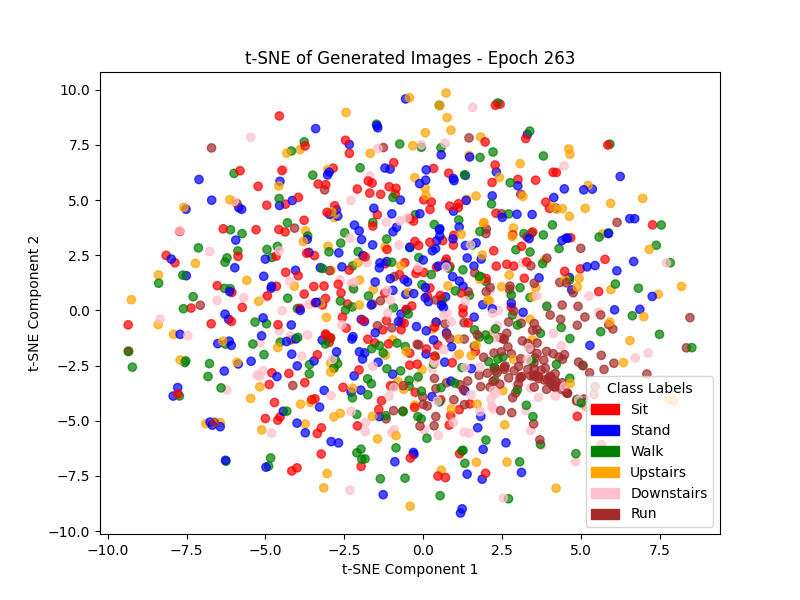 t-SNE of Generated Images - Epoch 263
t-SNE Component 2
10.0
7.5
5.0
2.5
0.0
−2.5
−5.0
−7.5
−10.0
Class Labels
Sit
Stand
Walk
Upstairs
Downstairs
Run
−10.0 −7.5 −5.0 −2.5 0.0 2.5 5.0 7.5
t-SNE Component 1